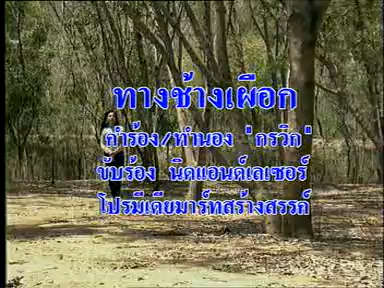 ทางช้างเผือก
คำร้อง/ทำนอง "กรวิก"
ขับร้อง นิดแอนด์เลเซอร์
โปรมีเดียมาร์ทสร้างสรรค์